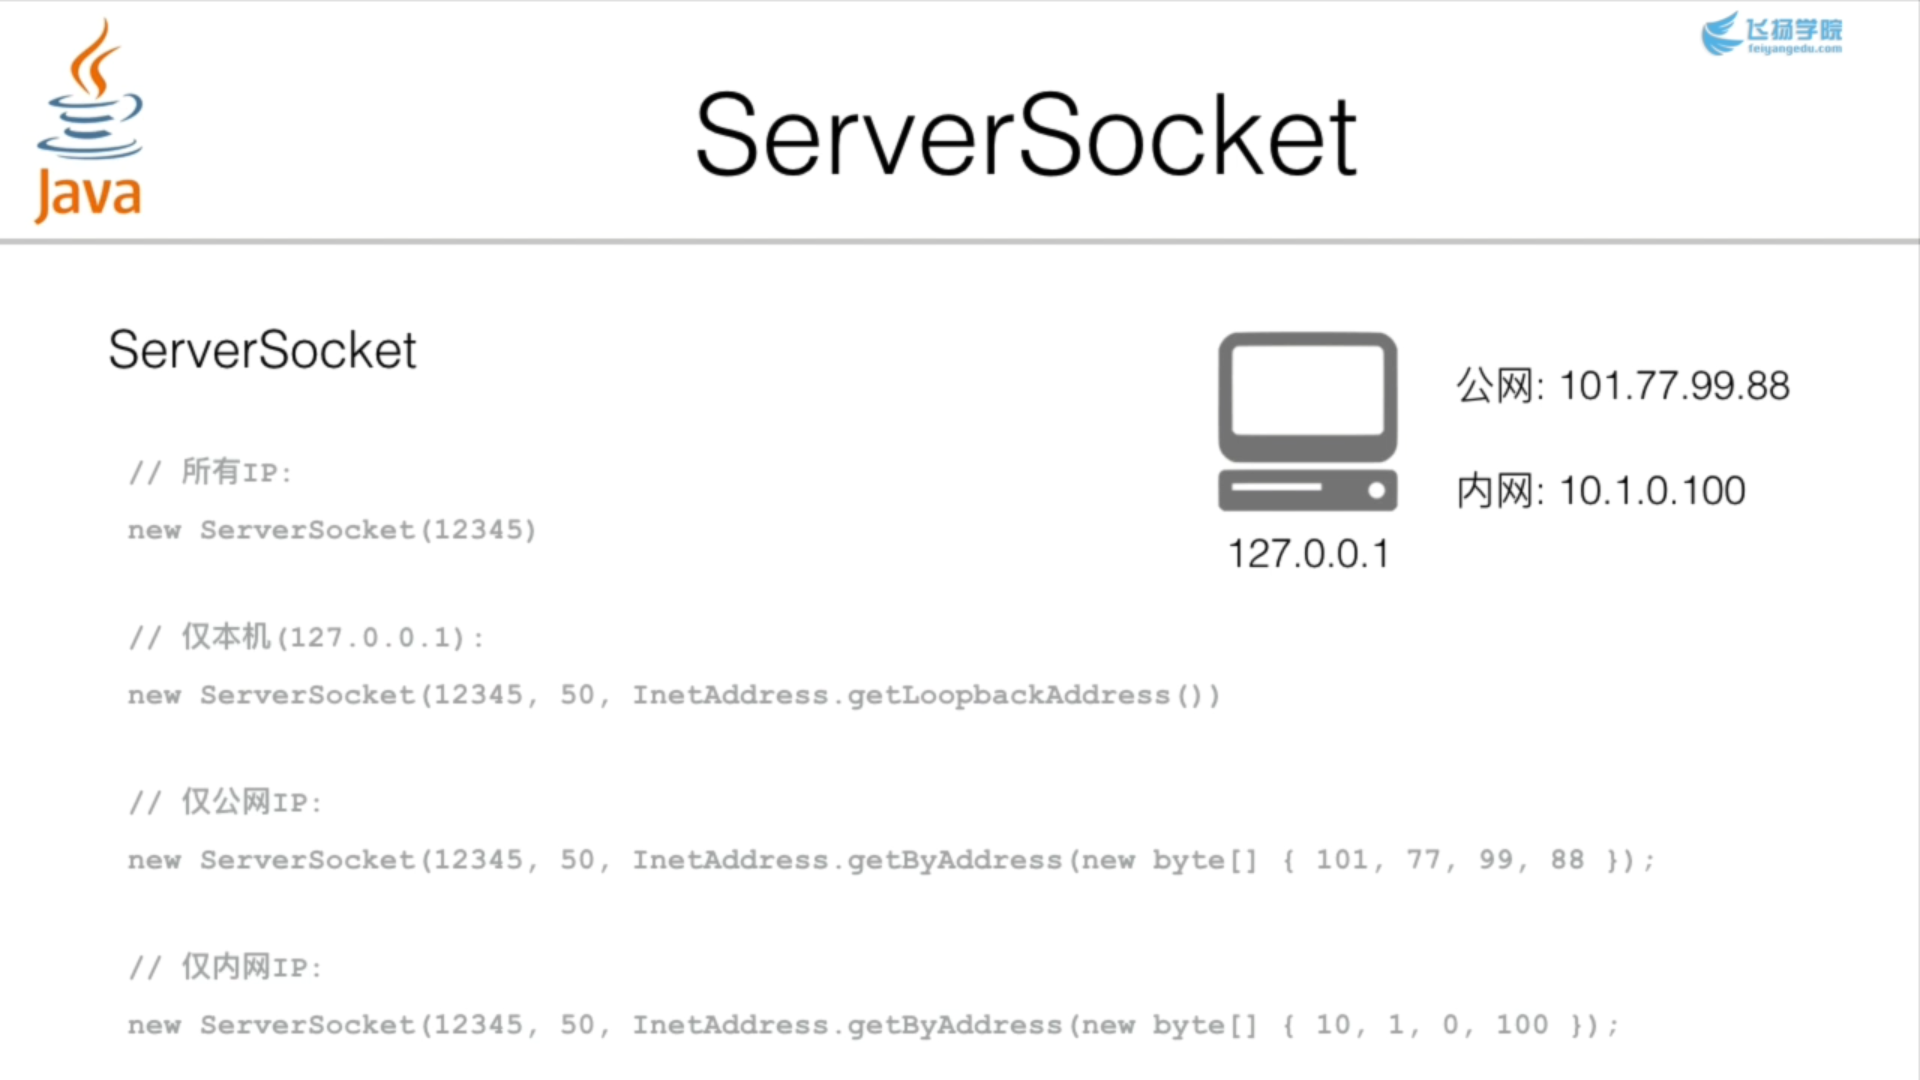 Java
飞扬学院
feiyangedu.com
ServerSocket
ServerSocket
公网: 101.77.99.88
内网: 10.1.0.100
127.0.0.1
// 所有IP:
new ServerSocket(12345)
// 仅本机(127.0.0.1):
new ServerSocket(12345, 50, InetAddress.getLoopbackAddress())
// 仅公网IP:
new ServerSocket(12345, 50, InetAddress.getByAddress(new byte[] { 101, 77, 99, 88 });
// 仅内网IP:
new ServerSocket(12345, 50, InetAddress.getByAddress(new byte[] { 10, 1, 0, 100 });